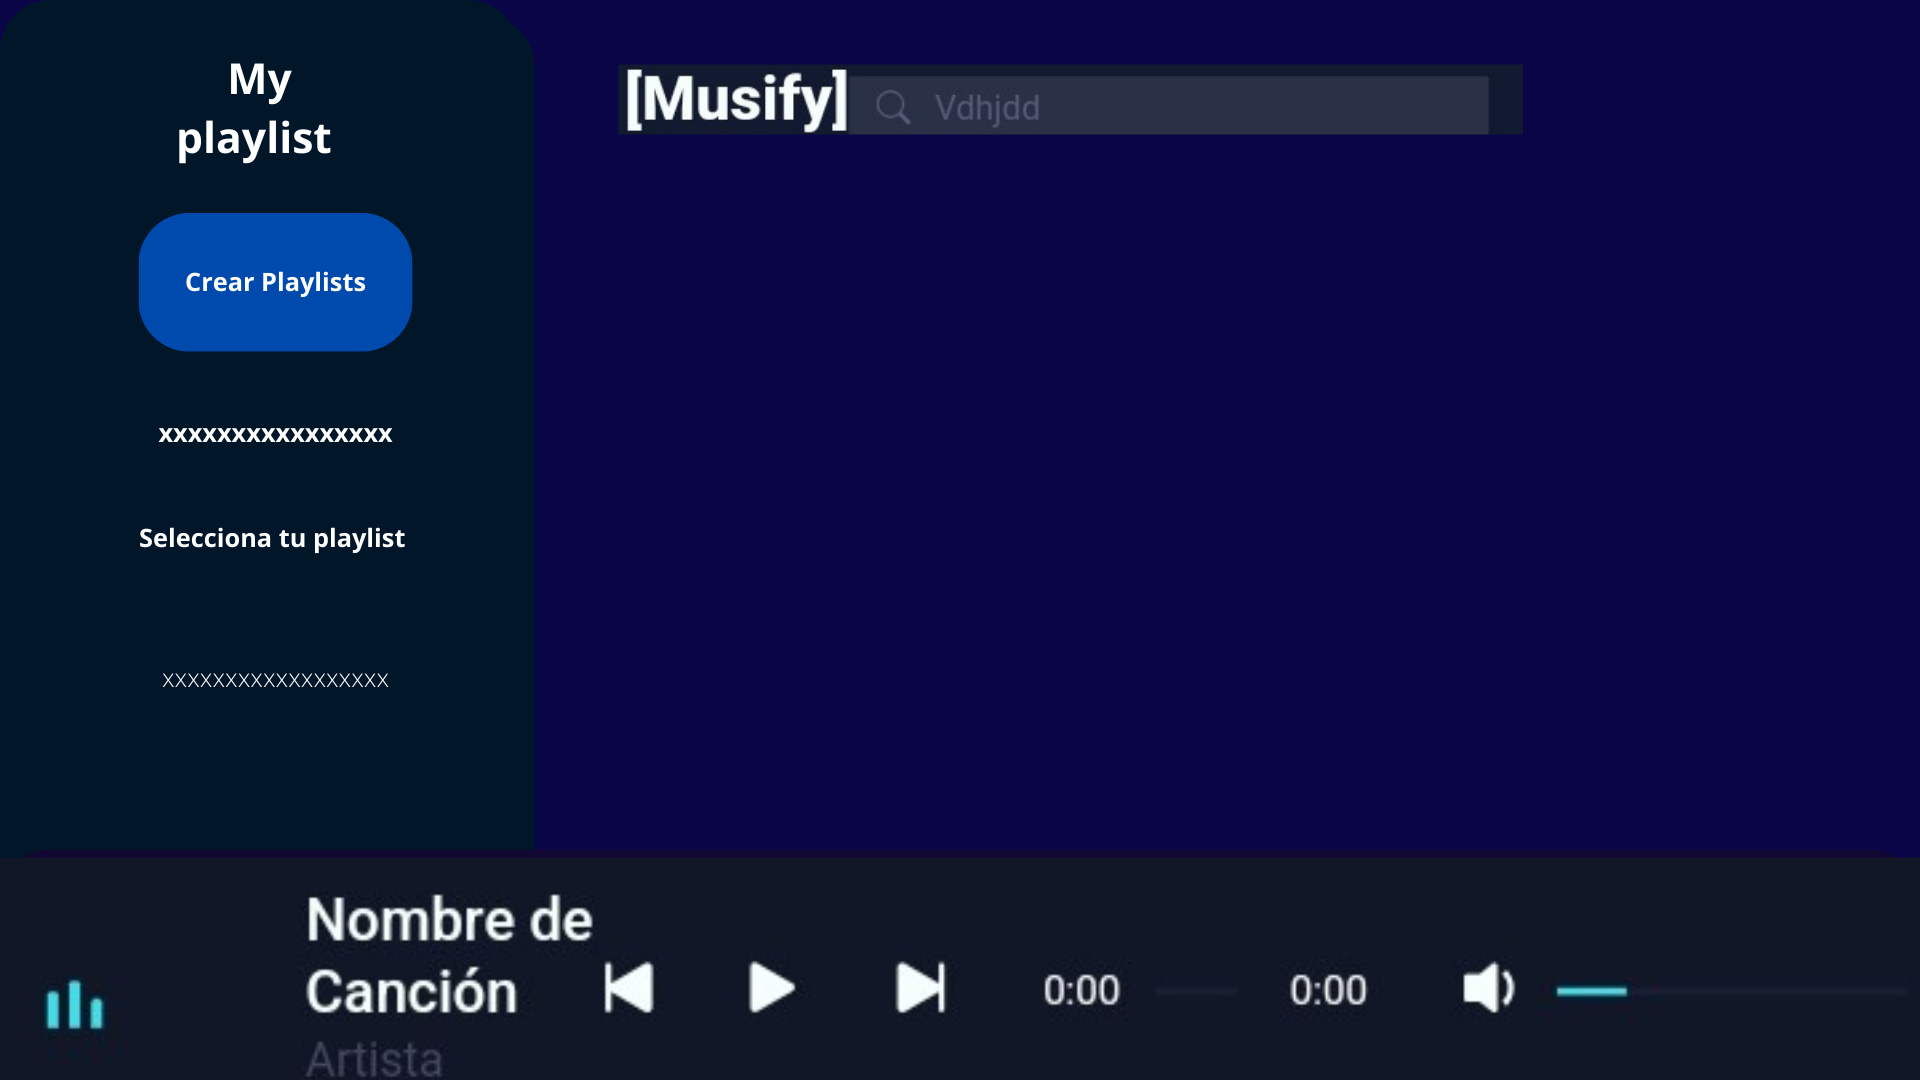 My
playlist
Crear Playlists
xxxxxxxxxxxxxxxx
Selecciona tu playlist
xxxxxxxxxxxxxxxxxx
[Musify]
Vdhjdd
Nombre de
Canción
Artista
0:00
0:00